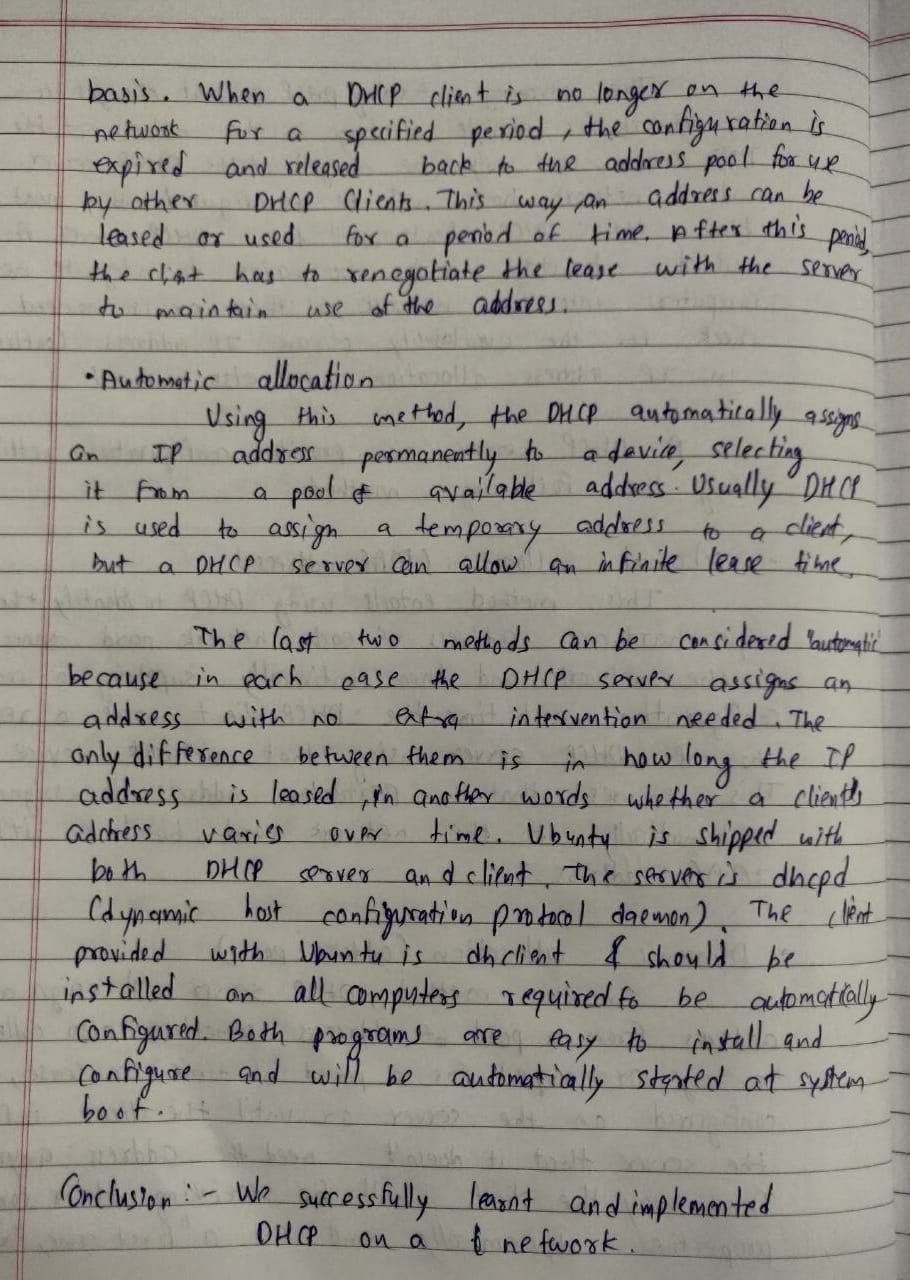 basis. When a DHCP client is no longer on the
network for a specified period, the configuration is
expired and released back to the address pool for use
by other DHCP Clients. This way, an address can be
leased or used for a period of time. After this period,
the client has to renegotiate the lease with the server
to maintain use of the address.
• Automatic allocation
Using this method, the DHCP automatically assigns
an IP address permanently to a device, selecting
it from a pool of available address. Usually DHCP
is used to assign a temporary address to a client,
but a DHCP server can allow an infinite lease time.
The last two methods can be considered "automatic
because in each case the DHCP server assigns an
address with no extra intervention needed. The
only difference between them is in how long the IP
address is leased, in another words whether a client's
address varies over time. Ubunty is shipped with
both DHCP server and client. The server is dhcpd
(dynamic host configuration protocol daemon). The client
provided with Ubuntu is dhclient & should be
installed on all computers required to be automatically
configured. Both programs are easy to install and
configure and will be automatically started at system
boot.
Conclusion :- We successfully learnt and implemented
DHCP on a network.